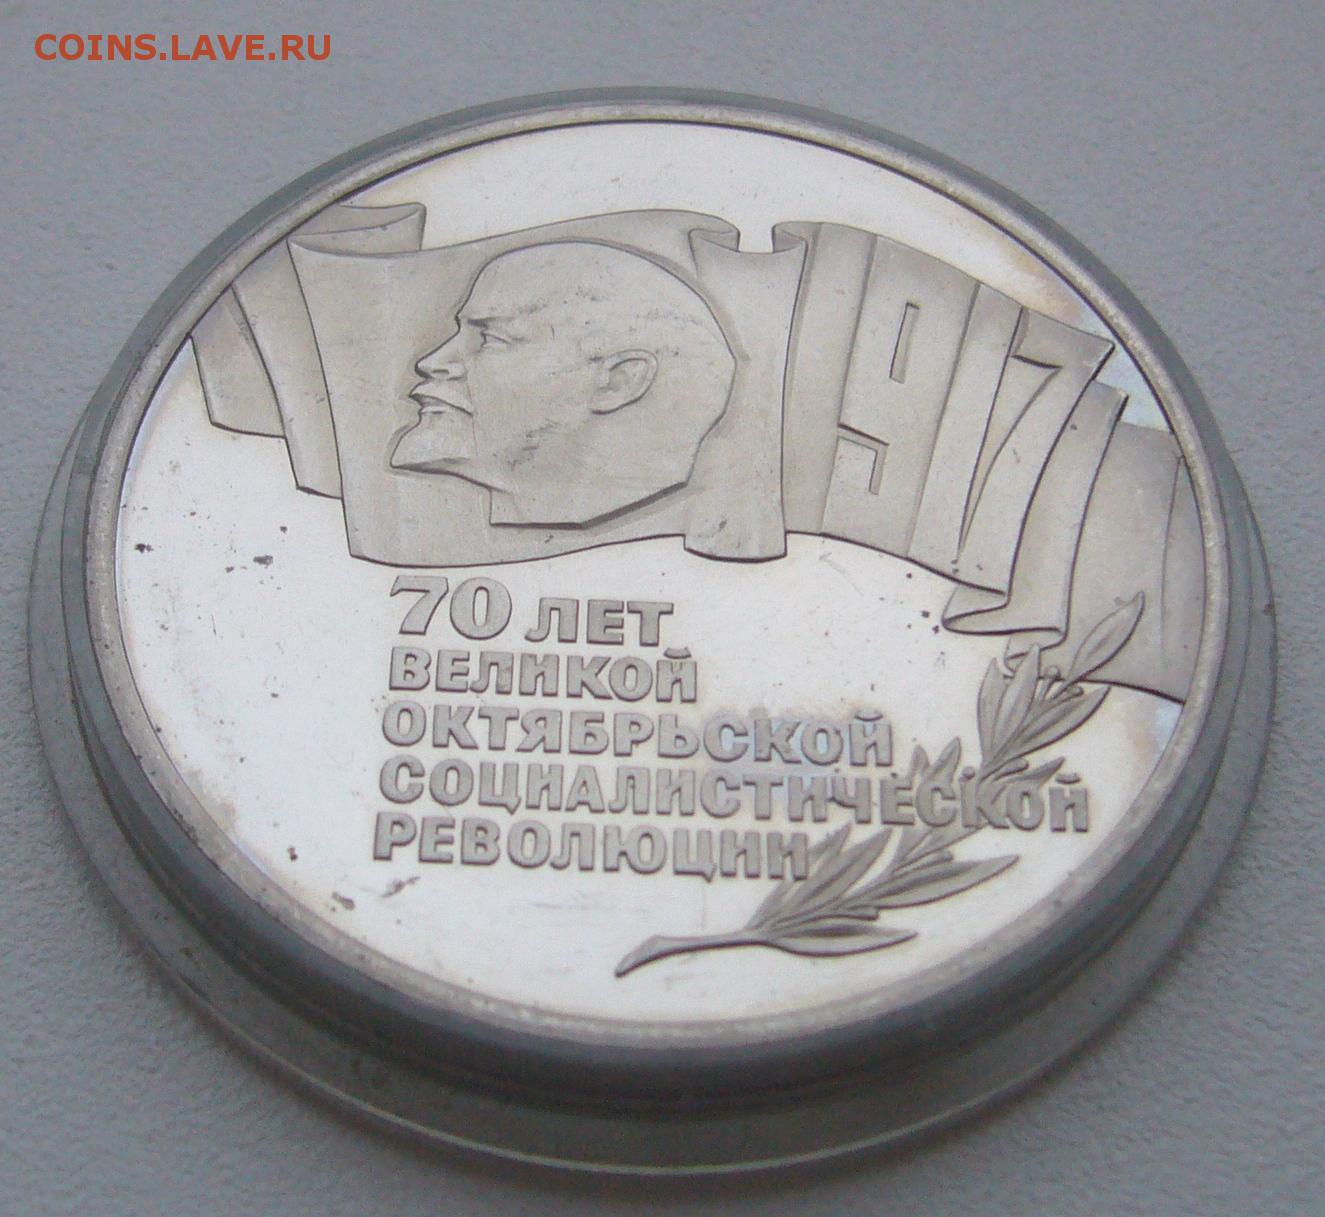 COINS.LAVE.RU
1917
70 ЛЕТ
ВЕЛИКОЙ
ОКТЯБРЬСКОЙ
СОЦИАЛИСТИЧЕСКОЙ
РЕВОЛЮЦИИ